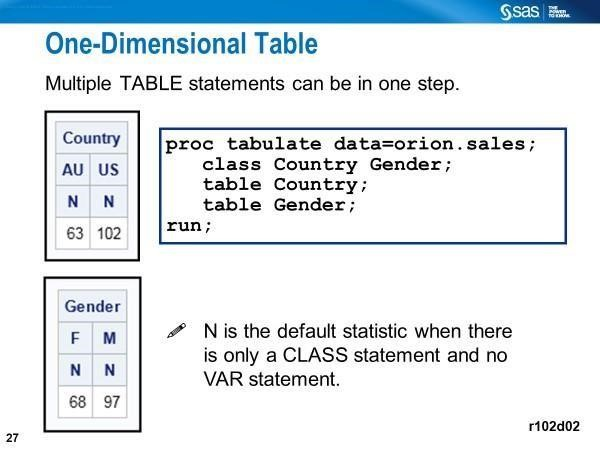 sas THE POWER TO KNOW.
One-Dimensional Table
Multiple TABLE statements can be in one step.
Country
AU US
N N
63 102
proc tabulate data=orion.sales;
class Country Gender;
table Country;
table Gender;
run;
Gender
F M
N N
68 97
N is the default statistic when there
is only a CLASS statement and no
VAR statement.
27
r102d02